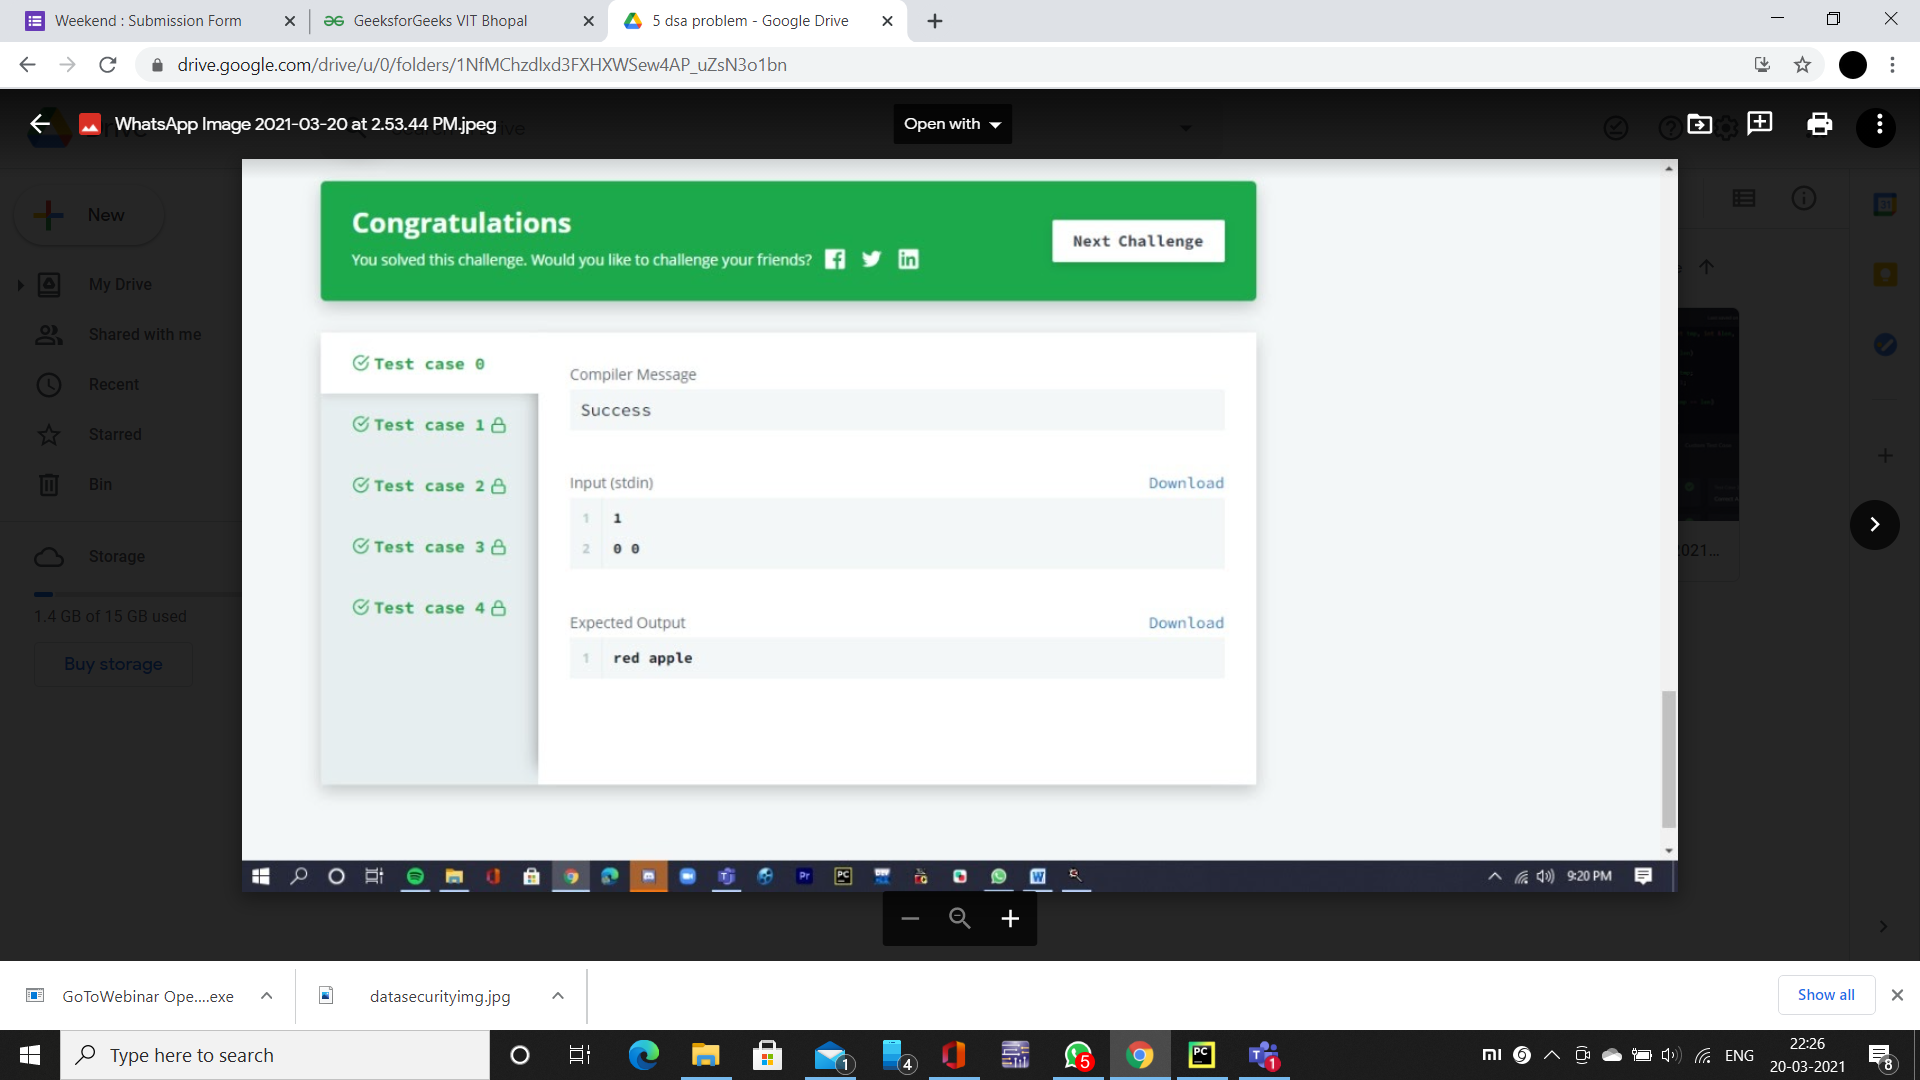 Weekend : Submission Form
GeeksforGeeks VIT Bhopal
5 dsa problem - Google Drive
drive.google.com/drive/u/0/folders/1NfMChzdlxd3FXHXWSew4AP_uZsN3o1bn
WhatsApp Image 2021-03-20 at 2.53.44 PM.jpeg
Open with
New
My Drive
Shared with me
Recent
Starred
Bin
Storage
1.4 GB of 15 GB used
Buy storage
Congratulations
You solved this challenge. Would you like to challenge your friends?
Next Challenge
Test case 0
Test case 1
Test case 2
Test case 3
Test case 4
Compiler Message
Success
Input (stdin)
Download
1 1
2 0 0
Expected Output
Download
1 red apple
9:20 PM
GoToWebinar Ope....exe
datasecurityimg.jpg
Show all
Type here to search
1
4
5
1
ENG
22:26
20-03-2021
8